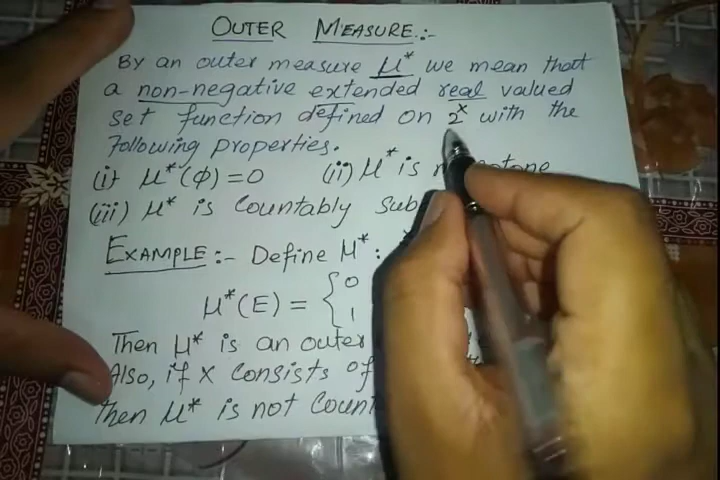 OUTER MEASURE:-
By an outer measure μ* we mean that
a non-negative extended real valued
set function defined on 2^X with the
following properties.
(i) μ*(ϕ)=0 (ii) μ* is
(iii) μ* is Countably Sub
EXAMPLE:- Define μ*:
μ*(E) = { 0
1
Then μ* is an outer
Also, if X consists of
Then μ* is not Count